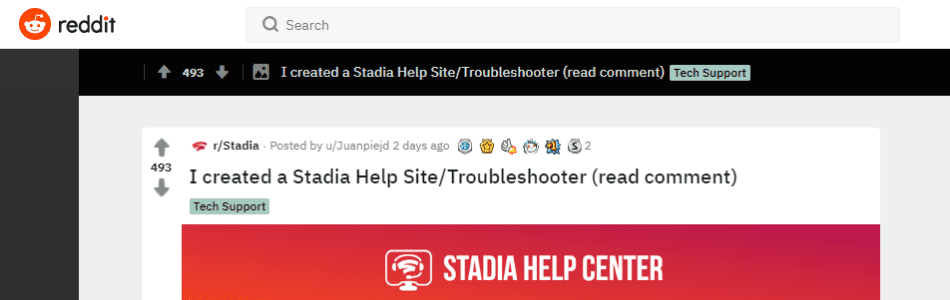 reddit
Search
493 I created a Stadia Help Site/Troubleshooter (read comment) Tech Support
r/Stadia · Posted by u/Juanpiejd 2 days ago S 2
493
I created a Stadia Help Site/Troubleshooter (read comment)
Tech Support
STADIA HELP CENTER